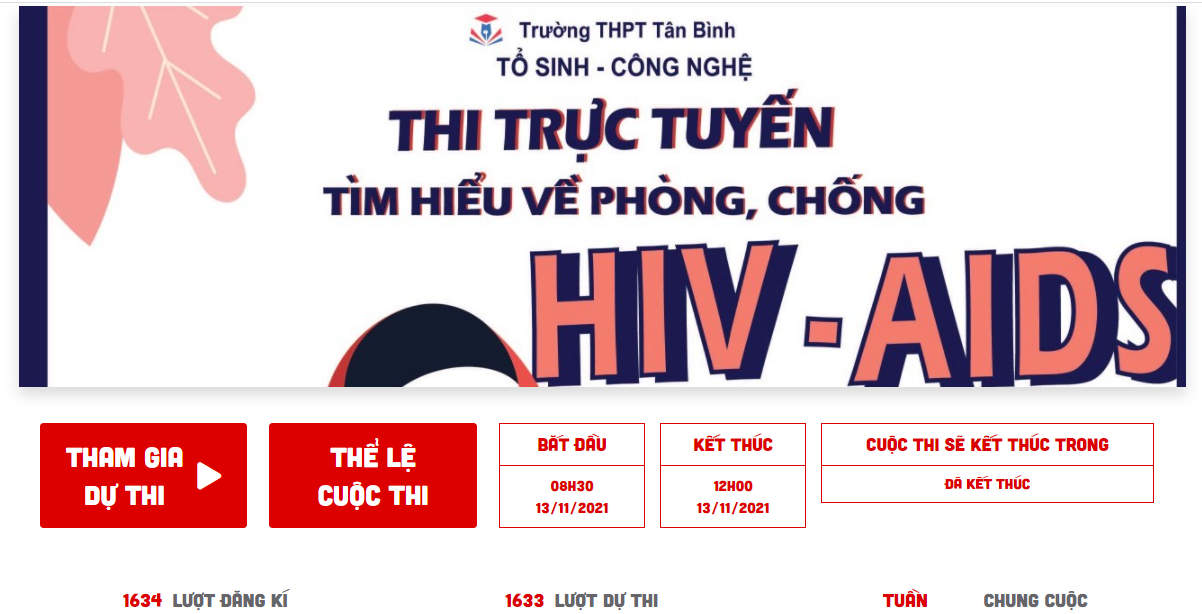 Trường THPT Tân Bình
TỔ SINH - CÔNG NGHỆ
THI TRỰC TUYẾN
TÌM HIỂU VỀ PHÒNG, CHỐNG
HIV - AIDS
THAM GIA
DỰ THI
THỂ LỆ
CUỘC THI
BẮT ĐẦU
08H30
13/11/2021
KẾT THÚC
12H00
13/11/2021
CUỘC THI SẼ KẾT THÚC TRONG
ĐÃ KẾT THÚC
1634 LƯỢT ĐĂNG KÍ
1633 LƯỢT DỰ THI
TUẦN CHUNG CUỘC